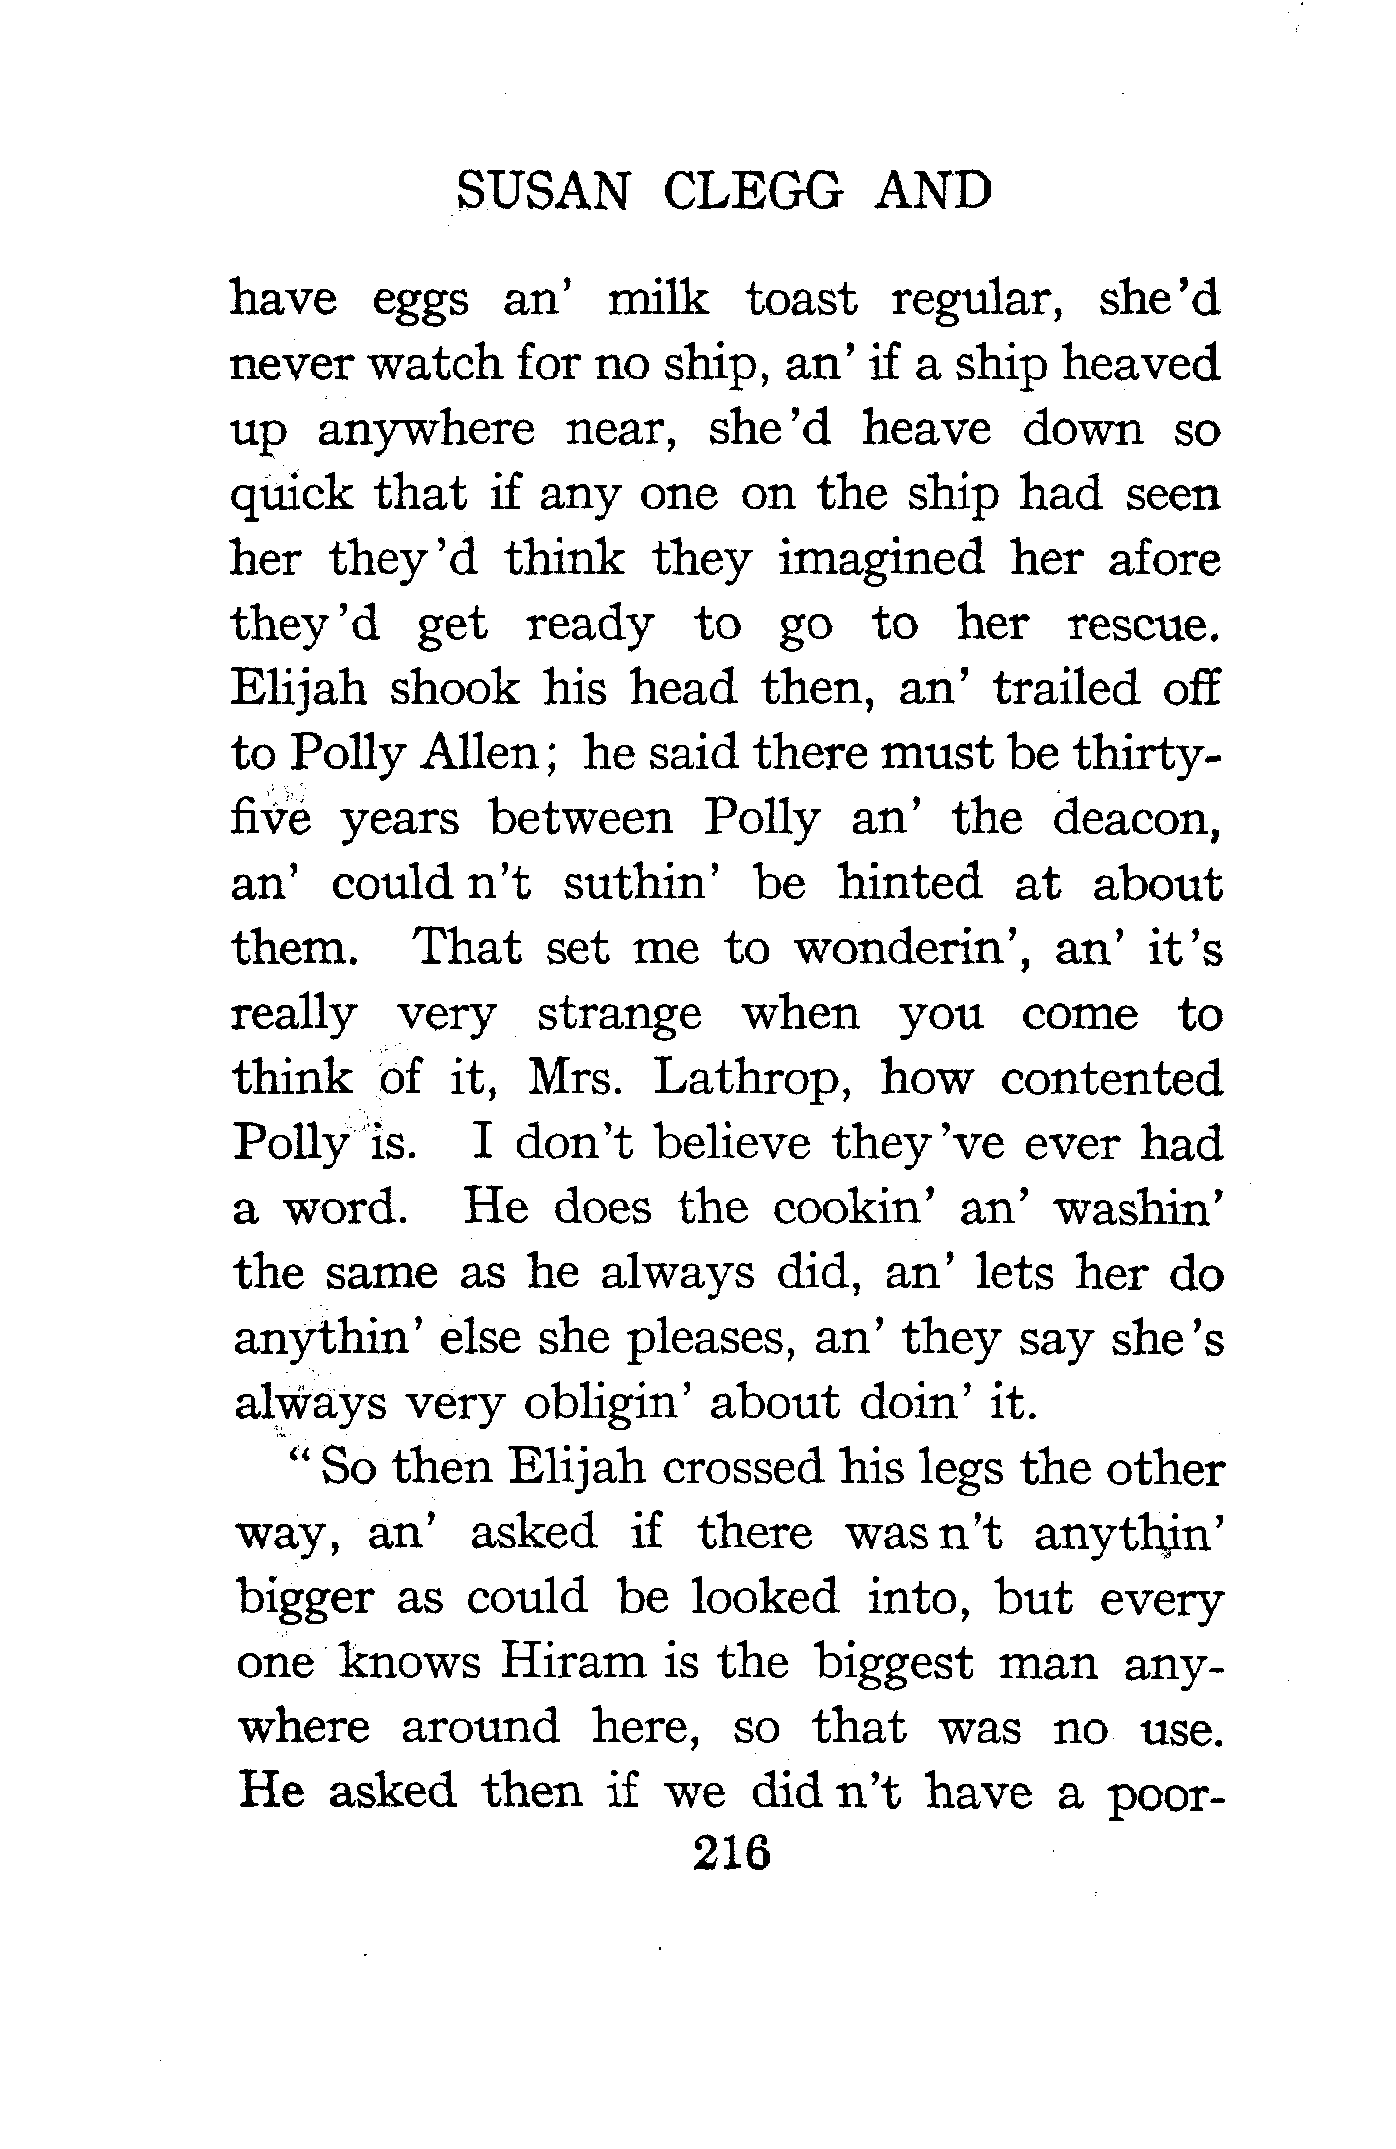 SUSAN CLEGG AND
have eggs an' milk toast regular, she'd
never watch for no ship, an' if a ship heaved
up anywhere near, she'd heave down so
quick that if any one on the ship had seen
her they'd think they imagined her afore
they'd get ready to go to her rescue.
Elijah shook his head then, an' trailed off
to Polly Allen; he said there must be thirty-
five years between Polly an' the deacon,
an' could n't suthin' be hinted at about
them. That set me to wonderin', an' it's
really very strange when you come to
think of it, Mrs. Lathrop, how contented
Polly is. I don't believe they've ever had
a word. He does the cookin' an' washin'
the same as he always did, an' lets her do
anythin' else she pleases, an' they say she's
always very obligin' about doin' it.
"So then Elijah crossed his legs the other
way, an' asked if there was n't anythin'
bigger as could be looked into, but every
one knows Hiram is the biggest man any-
where around here, so that was no use.
He asked then if we did n't have a poor-
216